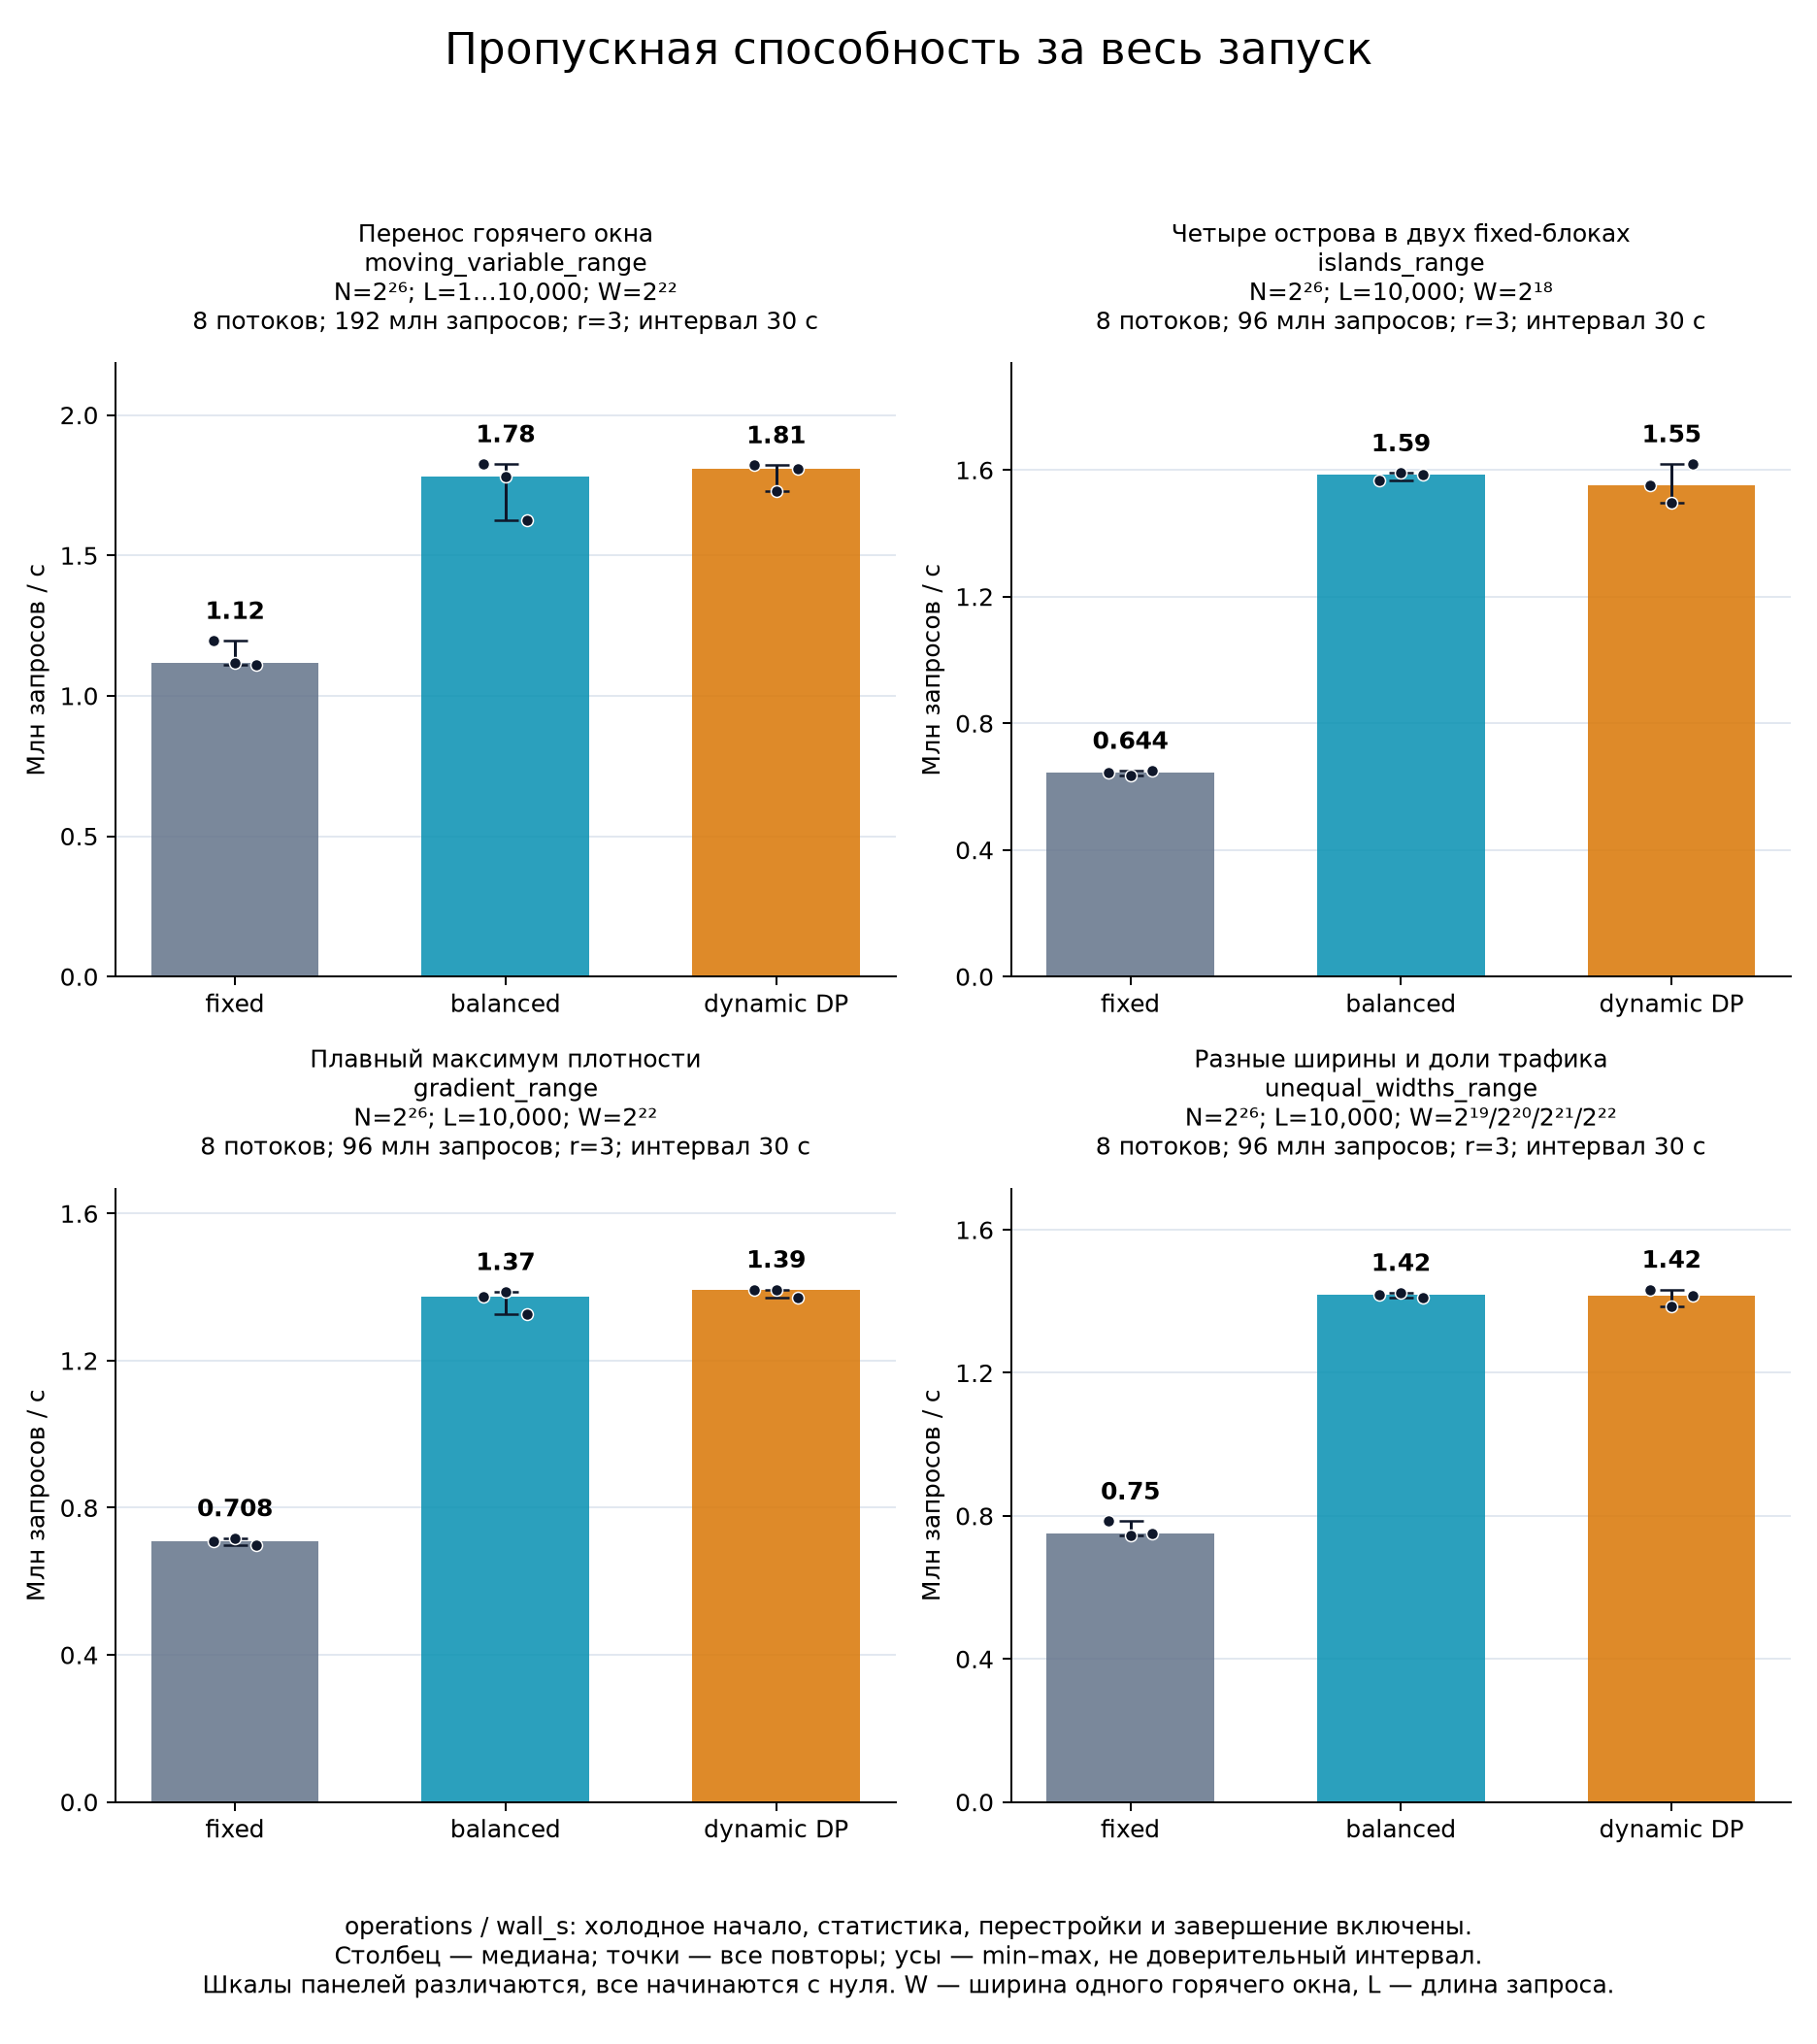 Пропускная способность за весь запуск
Перенос горячего окна
moving_variable_range
N=2²⁶; L=1…10,000; W=2²²
8 потоков; 192 млн запросов; r=3; интервал 30 с
Млн запросов / с
2.0
1.5
1.0
0.5
0.0
1.12
1.78
1.81
fixed
balanced
dynamic DP
Четыре острова в двух fixed-блоках
islands_range
N=2²⁶; L=10,000; W=2¹⁸
8 потоков; 96 млн запросов; r=3; интервал 30 с
Млн запросов / с
1.6
1.2
0.8
0.4
0.0
0.644
1.59
1.55
fixed
balanced
dynamic DP
Плавный максимум плотности
gradient_range
N=2²⁶; L=10,000; W=2²²
8 потоков; 96 млн запросов; r=3; интервал 30 с
Млн запросов / с
1.6
1.2
0.8
0.4
0.0
0.708
1.37
1.39
fixed
balanced
dynamic DP
Разные ширины и доли трафика
unequal_widths_range
N=2²⁶; L=10,000; W=2¹⁹/2²⁰/2²¹/2²²
8 потоков; 96 млн запросов; r=3; интервал 30 с
Млн запросов / с
1.6
1.2
0.8
0.4
0.0
0.75
1.42
1.42
fixed
balanced
dynamic DP
operations / wall_s: холодное начало, статистика, перестройки и завершение включены.
Столбец — медиана; точки — все повторы; усы — min–max, не доверительный интервал.
Шкалы панелей различаются, все начинаются с нуля. W — ширина одного горячего окна, L — длина запроса.